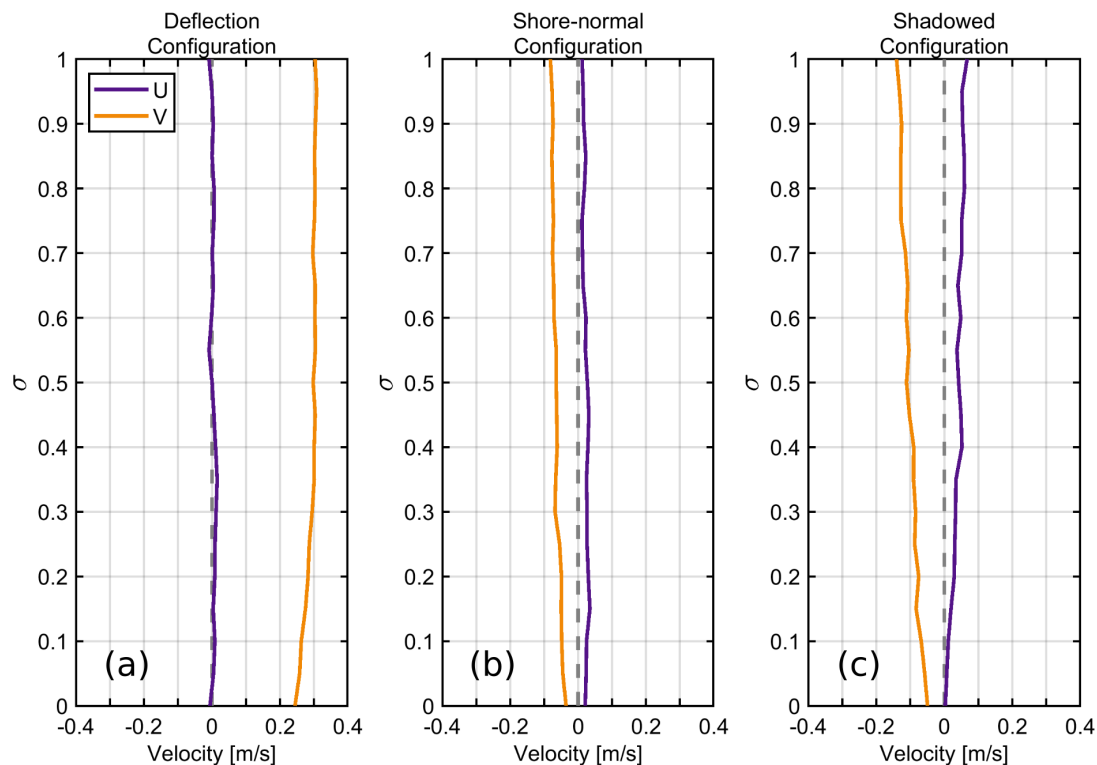 Deflection
Configuration
Shore-normal
Configuration
Shadowed
Configuration
1
0.9
0.8
0.7
0.6
0.5
0.4
0.3
0.2
0.1
0
σ
U
V
(a)
-0.4 -0.2 0 0.2 0.4
Velocity [m/s]
1
0.9
0.8
0.7
0.6
0.5
0.4
0.3
0.2
0.1
0
σ
(b)
-0.4 -0.2 0 0.2 0.4
Velocity [m/s]
1
0.9
0.8
0.7
0.6
0.5
0.4
0.3
0.2
0.1
0
σ
(c)
-0.4 -0.2 0 0.2 0.4
Velocity [m/s]